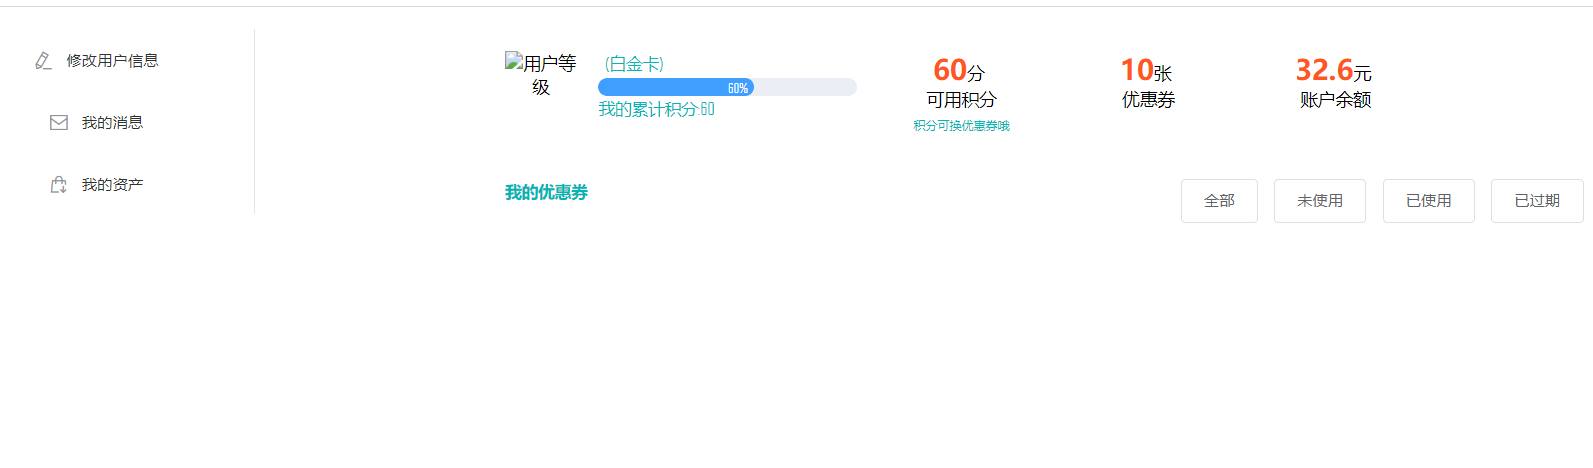 修改用户信息
我的消息
我的资产
用户等级
(白金卡)
60%
我的累计积分:60
60分
可用积分
积分可换优惠券哦
10张
优惠券
32.6元
账户余额
我的优惠券
全部
未使用
已使用
已过期